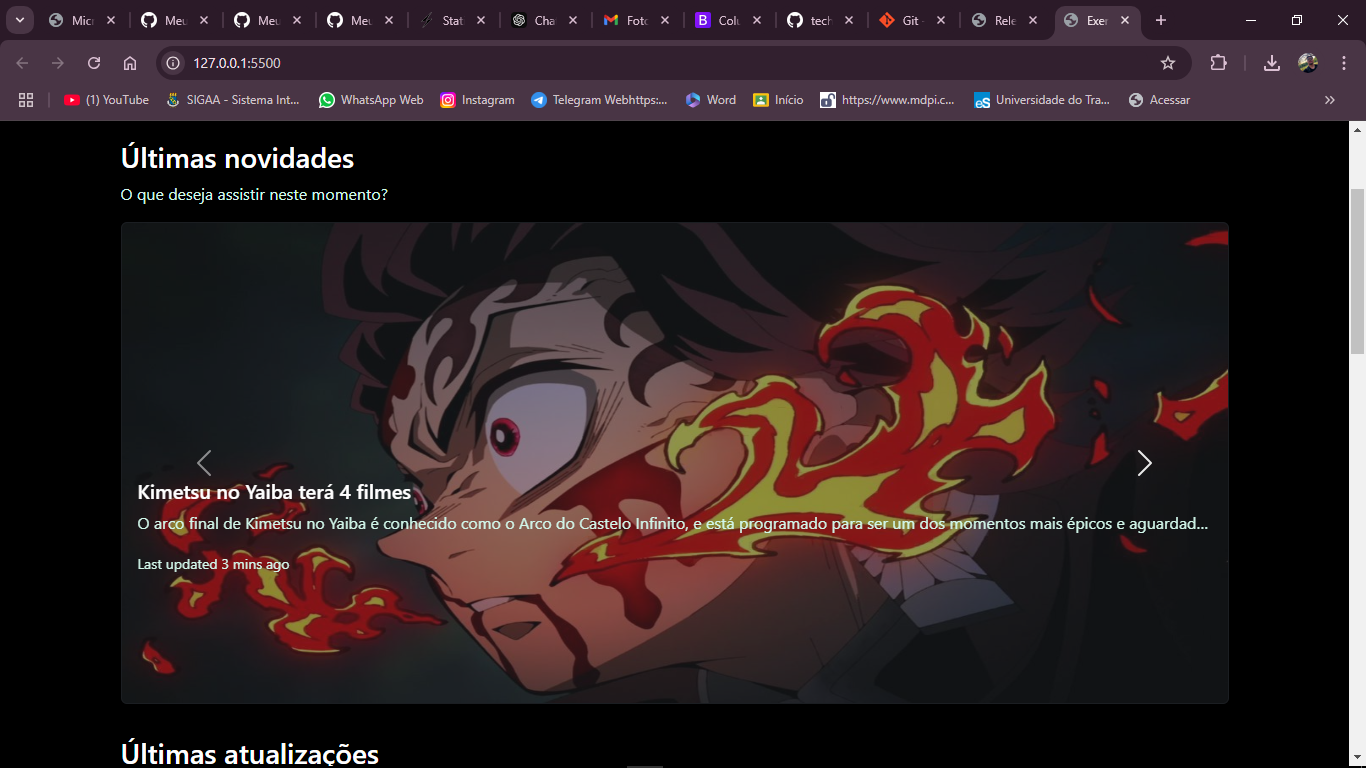 Micr
Meu
Meu
Meu
Stat
Cha
Foto
Colu
tech
Git -
Rele
Exer
127.0.0.1:5500
(1) YouTube
SIGAA - Sistema Int...
WhatsApp Web
Instagram
Telegram Webhttps:...
Word
Início
https://www.mdpi.c...
Universidade do Tra...
Acessar
Últimas novidades
O que deseja assistir neste momento?
Kimetsu no Yaiba terá 4 filmes
O arco final de Kimetsu no Yaiba é conhecido como o Arco do Castelo Infinito, e está programado para ser um dos momentos mais épicos e aguardad...
Last updated 3 mins ago
Últimas atualizações